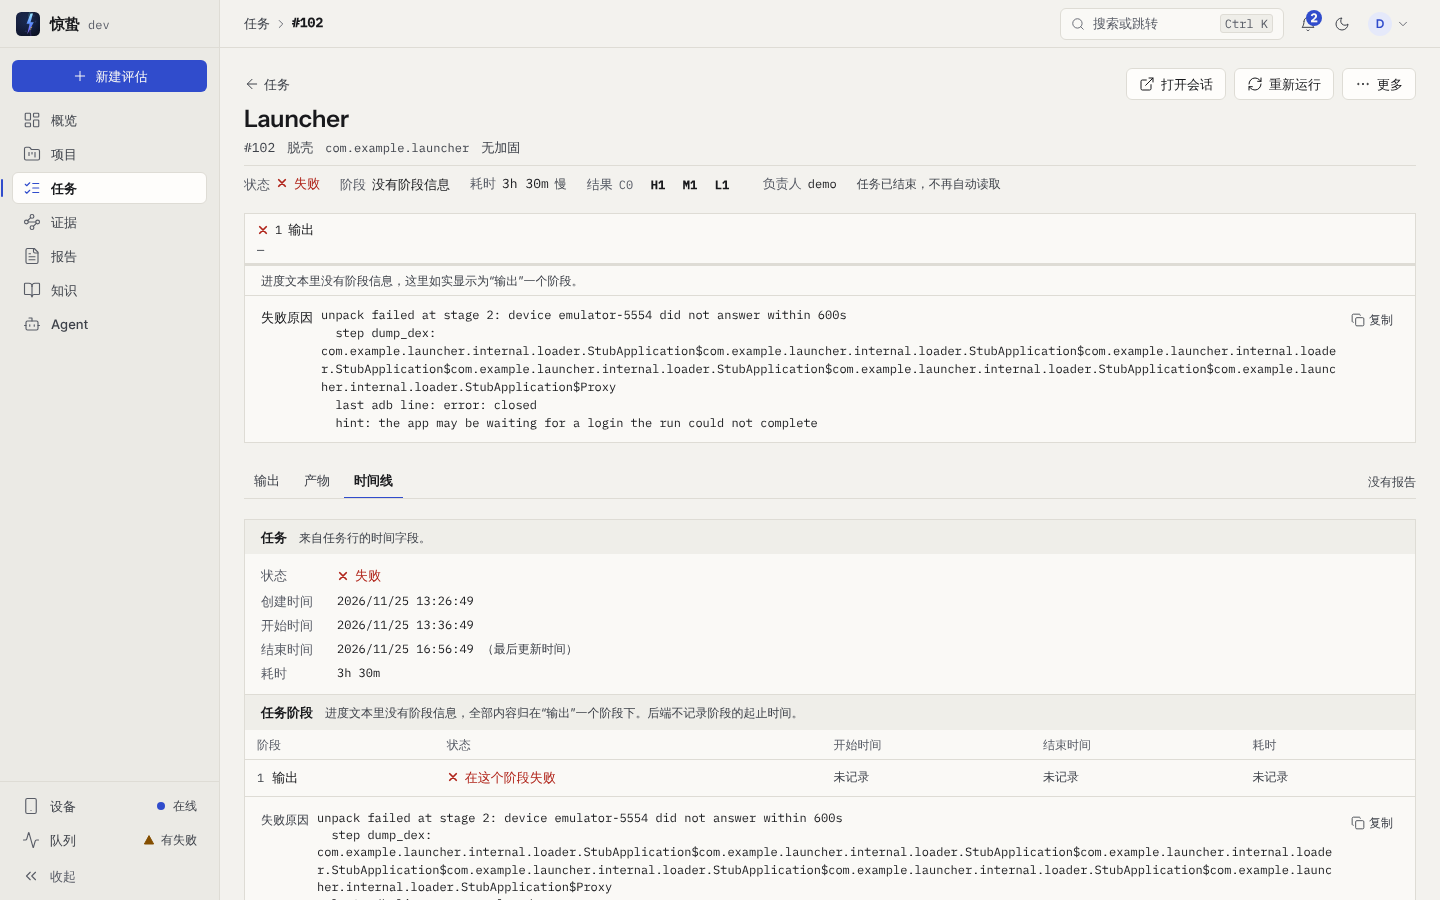 惊蛰 dev
任务 > #102
搜索或跳转 Ctrl K
2
D
新建评估
概览
项目
任务
证据
报告
知识
Agent
设备 在线
队列 有失败
收起
任务
打开会话
重新运行
更多
Launcher
#102 脱壳 com.example.launcher 无加固
状态 失败 阶段 没有阶段信息 耗时 3h 30m 慢 结果 C0 H1 M1 L1 负责人 demo 任务已结束，不再自动读取
1 输出
—
进度文本里没有阶段信息，这里如实显示为“输出”一个阶段。
失败原因 unpack failed at stage 2: device emulator-5554 did not answer within 600s
step dump_dex:
com.example.launcher.internal.loader.StubApplication$com.example.launcher.internal.loader.StubApplication$com.example.launcher.internal.loade
r.StubApplication$com.example.launcher.internal.loader.StubApplication$com.example.launcher.internal.loader.StubApplication$com.example.launc
her.internal.loader.StubApplication$Proxy
last adb line: error: closed
hint: the app may be waiting for a login the run could not complete
复制
输出 产物 时间线 没有报告
任务 来自任务行的时间字段。
状态 失败
创建时间 2026/11/25 13:26:49
开始时间 2026/11/25 13:36:49
结束时间 2026/11/25 16:56:49 （最后更新时间）
耗时 3h 30m
任务阶段 进度文本里没有阶段信息，全部内容归在“输出”一个阶段下。后端不记录阶段的起止时间。
阶段 状态 开始时间 结束时间 耗时
1 输出 在这个阶段失败 未记录 未记录 未记录
失败原因 unpack failed at stage 2: device emulator-5554 did not answer within 600s
step dump_dex:
com.example.launcher.internal.loader.StubApplication$com.example.launcher.internal.loader.StubApplication$com.example.launcher.internal.loade
r.StubApplication$com.example.launcher.internal.loader.StubApplication$com.example.launcher.internal.loader.StubApplication$com.example.launc
her.internal.loader.StubApplication$Proxy
复制